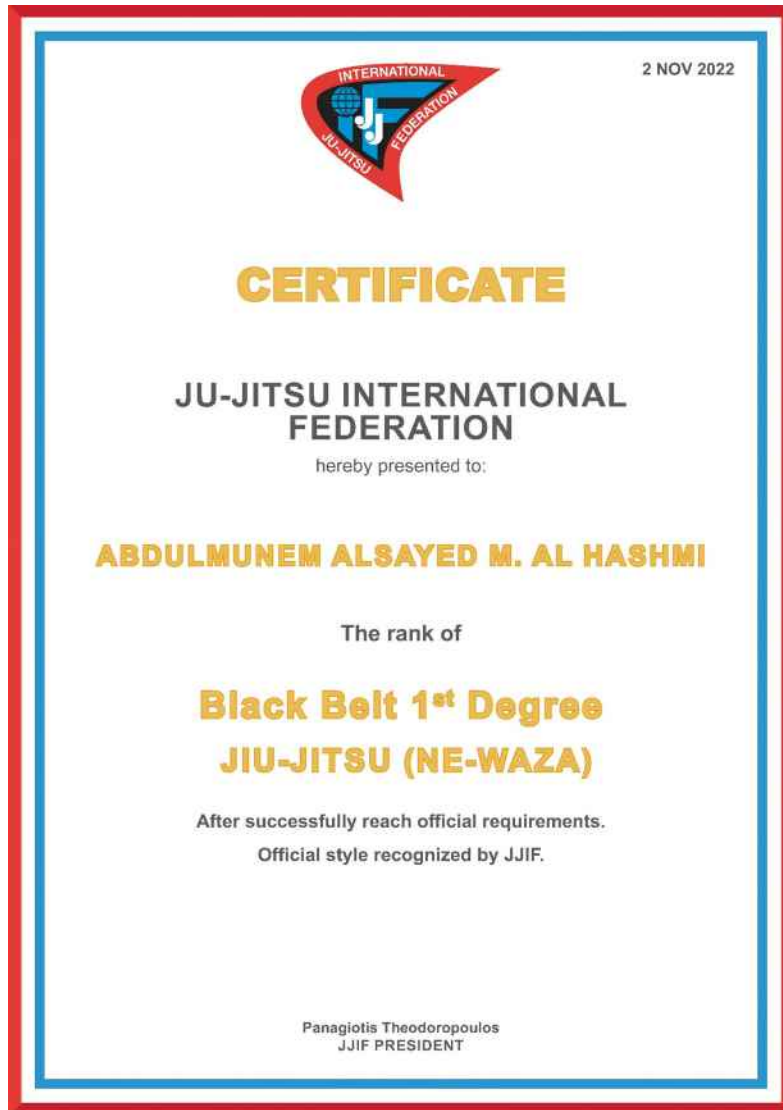 2 NOV 2022
INTERNATIONAL
JJIF
JU-JITSU
FEDERATION
CERTIFICATE
JU-JITSU INTERNATIONAL
FEDERATION
hereby presented to:
ABDULMUNEM ALSAYED M. AL HASHMI
The rank of
Black Belt 1st Degree
JIU-JITSU (NE-WAZA)
After successfully reach official requirements.
Official style recognized by JJIF.
Panagiotis Theodoropoulos
JJIF PRESIDENT